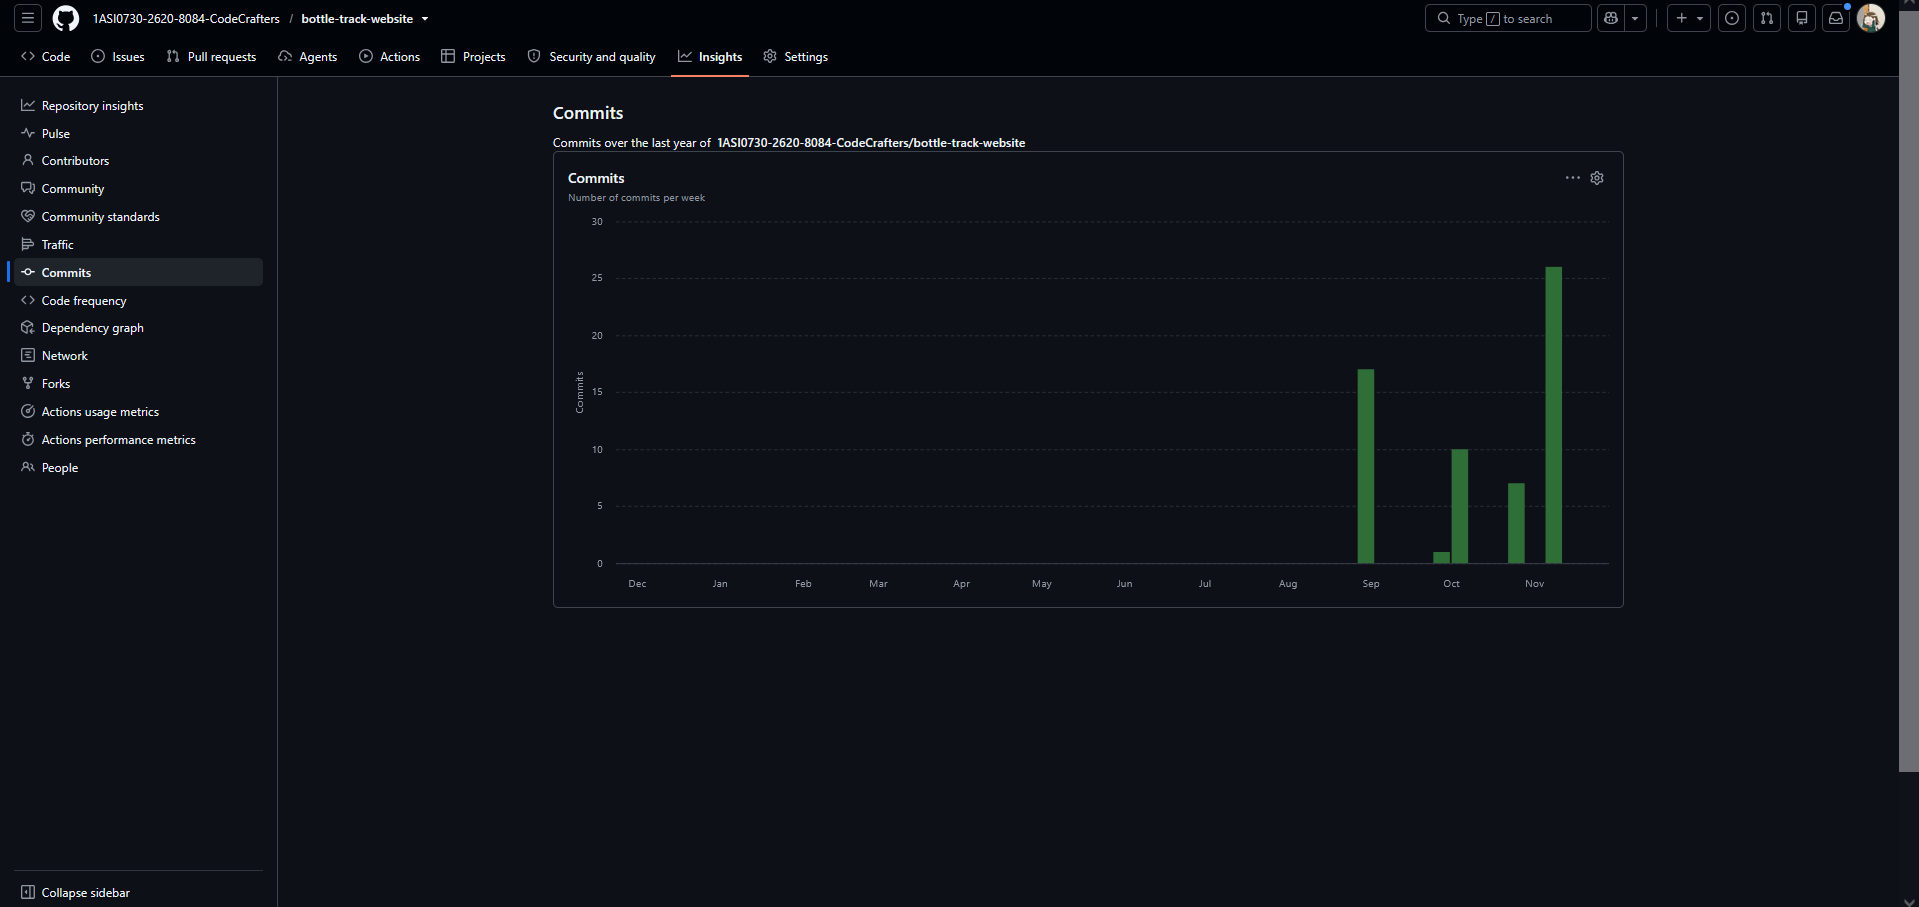 1ASI0730-2620-8084-CodeCrafters / bottle-track-website
Type / to search
Code Issues Pull requests Agents Actions Projects Security and quality Insights Settings
Repository insights
Pulse
Contributors
Community
Community standards
Traffic
Commits
Code frequency
Dependency graph
Network
Forks
Actions usage metrics
Actions performance metrics
People
Collapse sidebar
Commits
Commits over the last year of 1ASI0730-2620-8084-CodeCrafters/bottle-track-website
Commits
Number of commits per week
30
25
20
15
10
5
0
Commits
Dec Jan Feb Mar Apr May Jun Jul Aug Sep Oct Nov